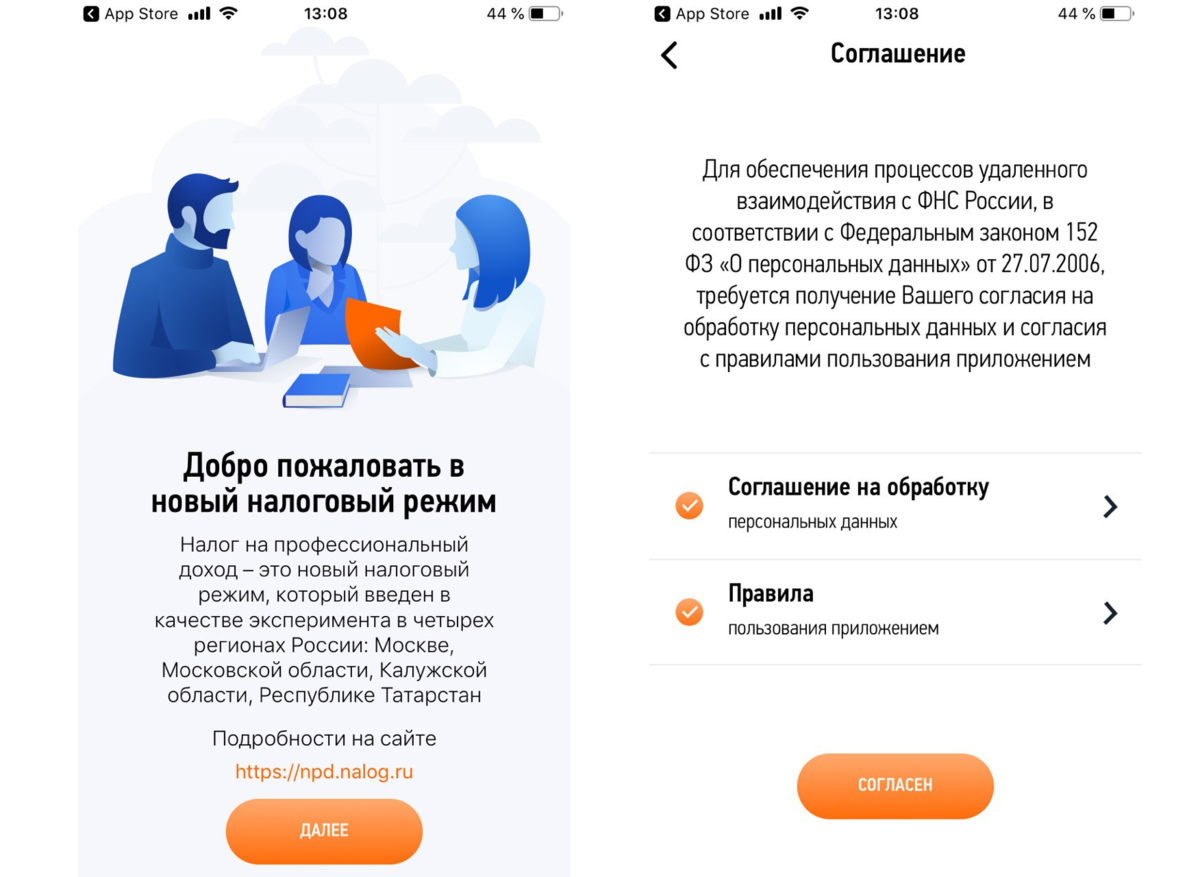 App Store 13:08 44 %
Добро пожаловать в
новый налоговый режим
Налог на профессиональный
доход – это новый налоговый
режим, который введен в
качестве эксперимента в четырех
регионах России: Москве,
Московской области, Калужской
области, Республике Татарстан
Подробности на сайте
https://npd.nalog.ru
ДАЛЕЕ
App Store 13:08 44 %
Соглашение
Для обеспечения процессов удаленного
взаимодействия с ФНС России, в
соответствии с Федеральным законом 152
ФЗ «О персональных данных» от 27.07.2006,
требуется получение Вашего согласия на
обработку персональных данных и согласия
с правилами пользования приложением
Соглашение на обработку
персональных данных
Правила
пользования приложением
СОГЛАСЕН